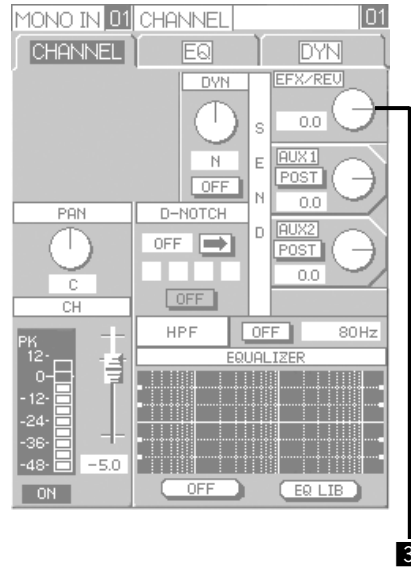 MONO IN 01 CHANNEL 01
CHANNEL EQ DYN
DYN
N
OFF
SEND
EFX/REV
0.0
AUX1
POST
0.0
AUX2
POST
0.0
PAN
C
D-NOTCH
OFF
OFF
CH
PK
12-
0-
-12-
-24-
-36-
-48-
-5.0
ON
HPF OFF 80Hz
EQUALIZER
OFF EQ LIB
3